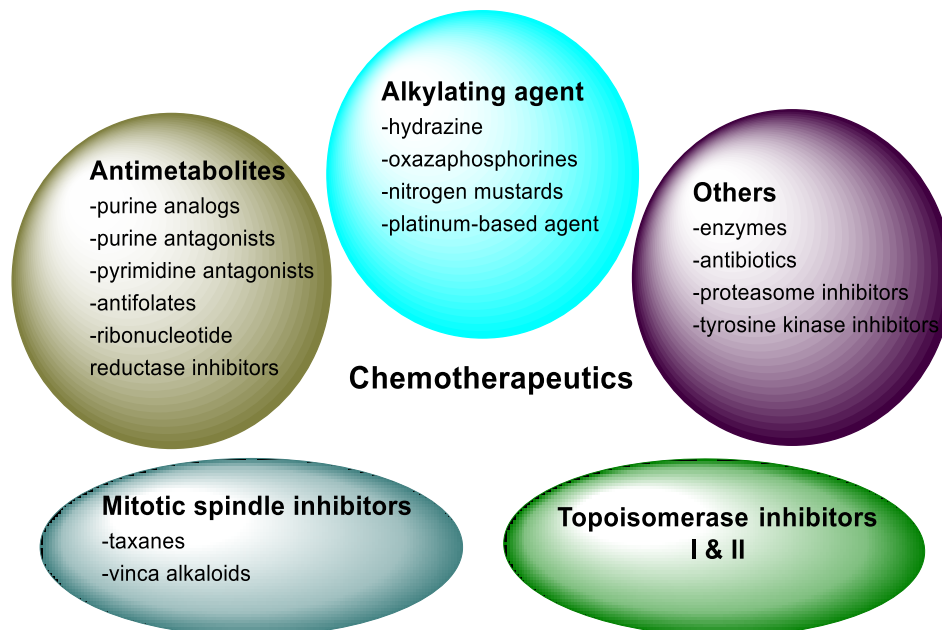 Alkylating agent
-hydrazine
-oxazaphosphorines
-nitrogen mustards
-platinum-based agent
Antimetabolites
-purine analogs
-purine antagonists
-pyrimidine antagonists
-antifolates
-ribonucleotide
reductase inhibitors
Others
-enzymes
-antibiotics
-proteasome inhibitors
-tyrosine kinase inhibitors
Chemotherapeutics
Mitotic spindle inhibitors
-taxanes
-vinca alkaloids
Topoisomerase inhibitors
I & II